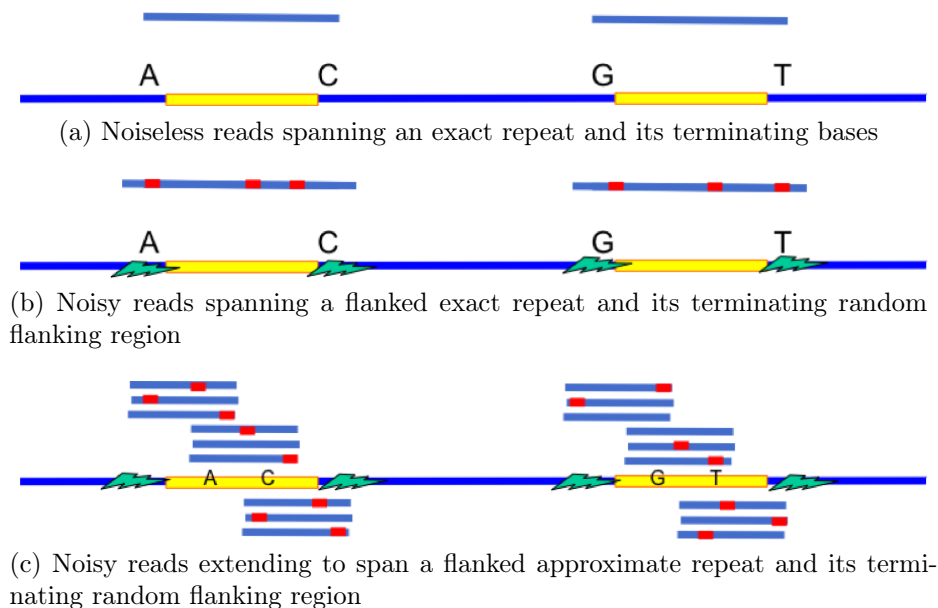 A C G T
(a) Noiseless reads spanning an exact repeat and its terminating bases
A C G T
(b) Noisy reads spanning a flanked exact repeat and its terminating random
flanking region
A C G T
(c) Noisy reads extending to span a flanked approximate repeat and its termi-
nating random flanking region